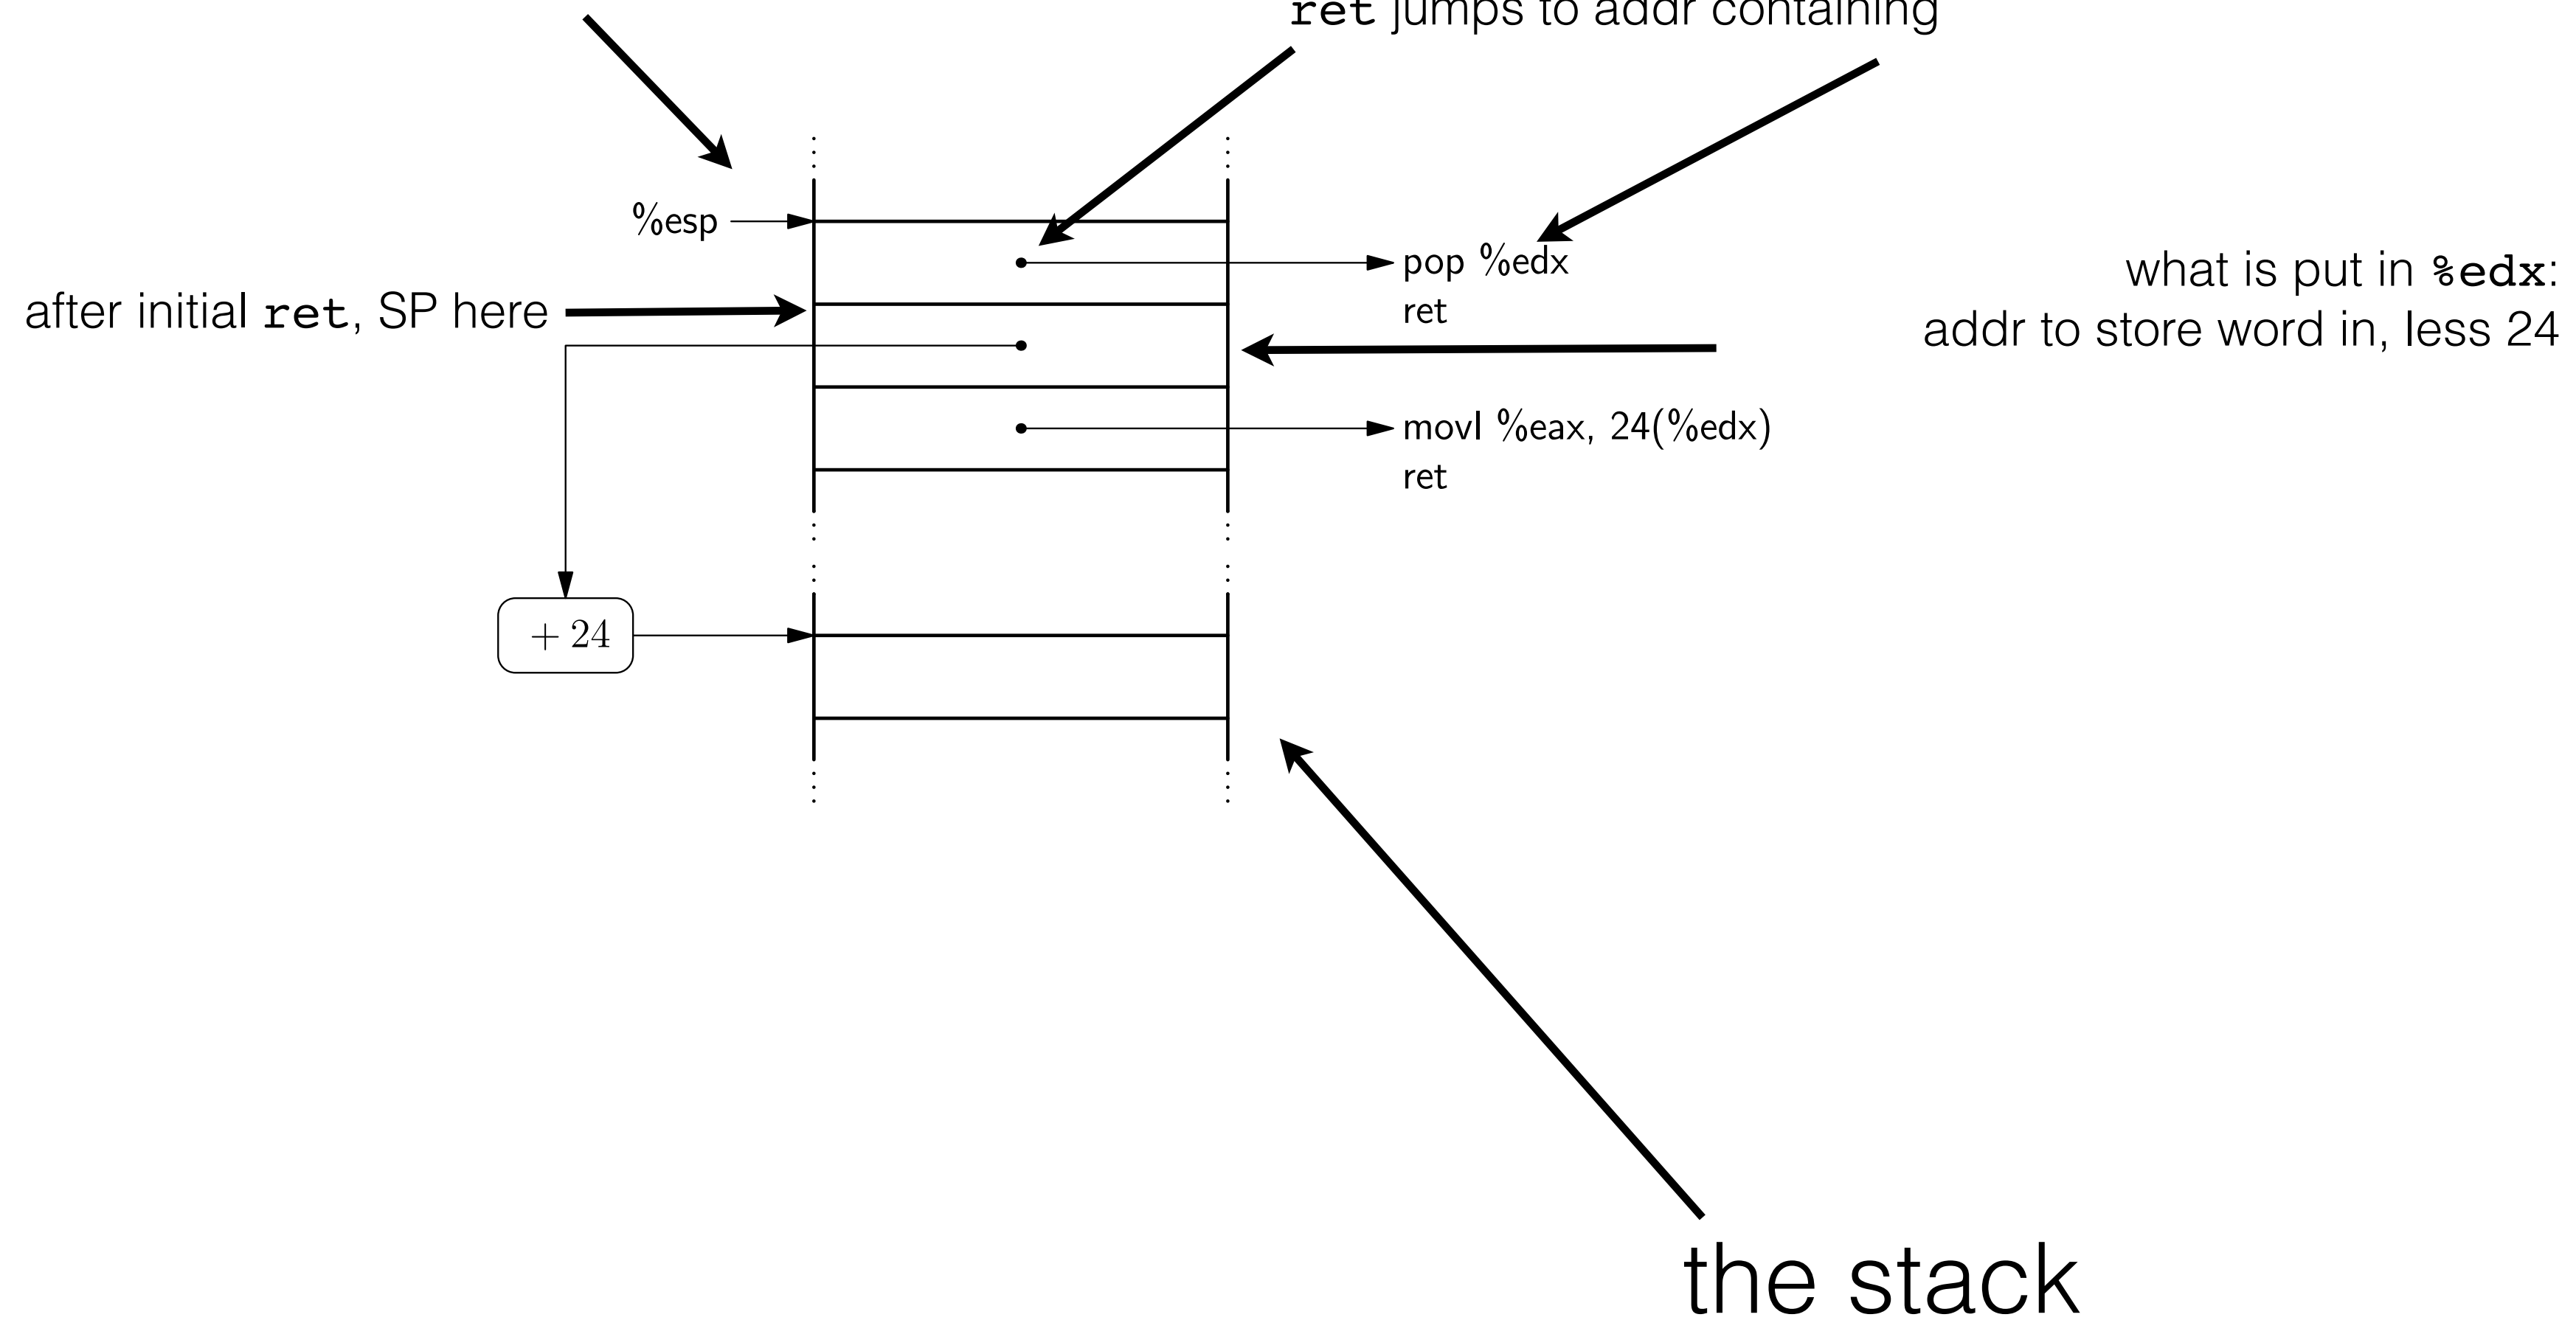 ret jumps to addr containing
%esp
pop %edx
ret
after initial ret, SP here
what is put in %edx:
addr to store word in, less 24
movl %eax, 24(%edx)
ret
+ 24
the stack